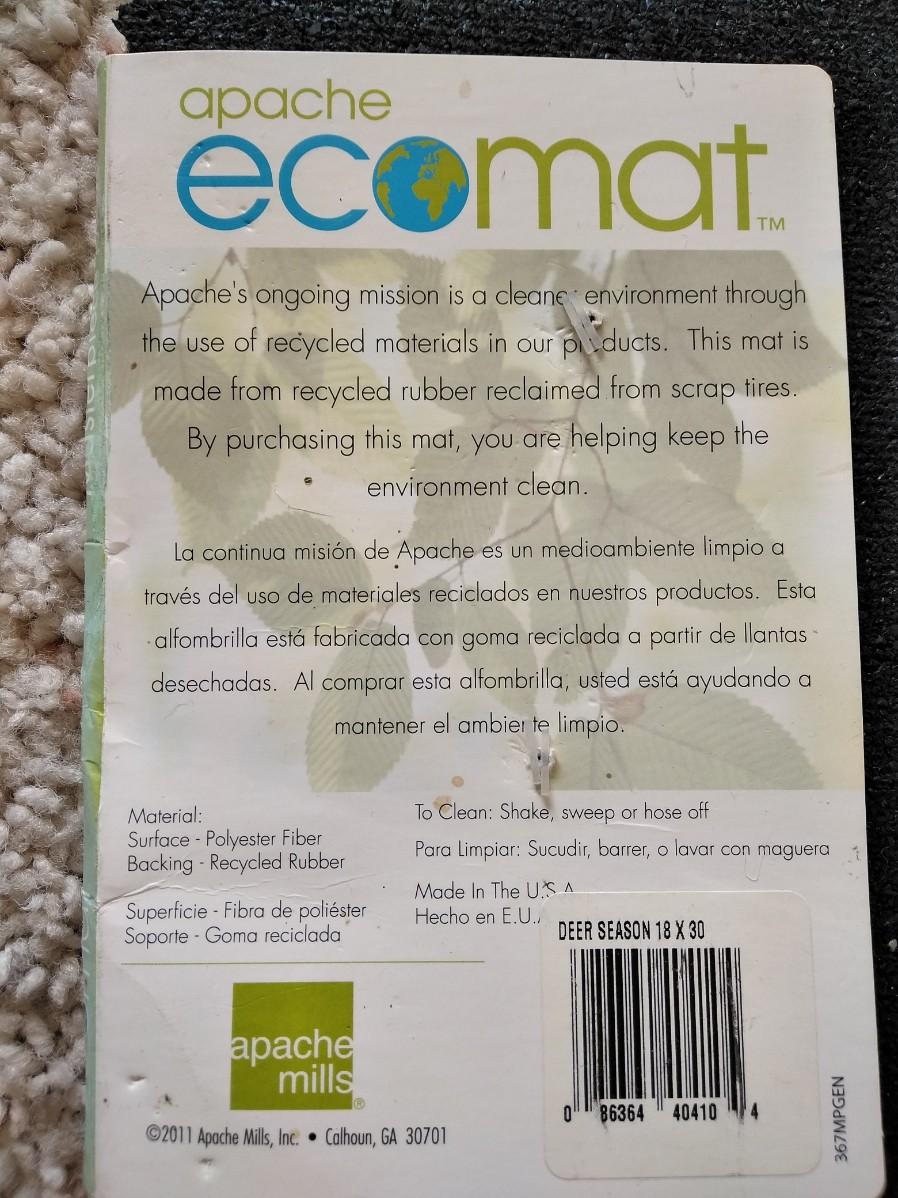 apache
ecomat™
Apache's ongoing mission is a cleaner environment through
the use of recycled materials in our products. This mat is
made from recycled rubber reclaimed from scrap tires.
By purchasing this mat, you are helping keep the
environment clean.
La continua misión de Apache es un medioambiente limpio a
través del uso de materiales reciclados en nuestros productos. Esta
alfombrilla está fabricada con goma reciclada a partir de llantas
desechadas. Al comprar esta alfombrilla, usted está ayudando a
mantener el ambiente limpio.
Material:
Surface - Polyester Fiber
Backing - Recycled Rubber
Superficie - Fibra de poliéster
Soporte - Goma reciclada
To Clean: Shake, sweep or hose off
Para Limpiar: Sucudir, barrer, o lavar con maguera
Made In The U.S.A
Hecho en E.U.
DEER SEASON 18 X 30
0 86364 40410 4
apache
mills®
©2011 Apache Mills, Inc. • Calhoun, GA 30701
367MPGEN